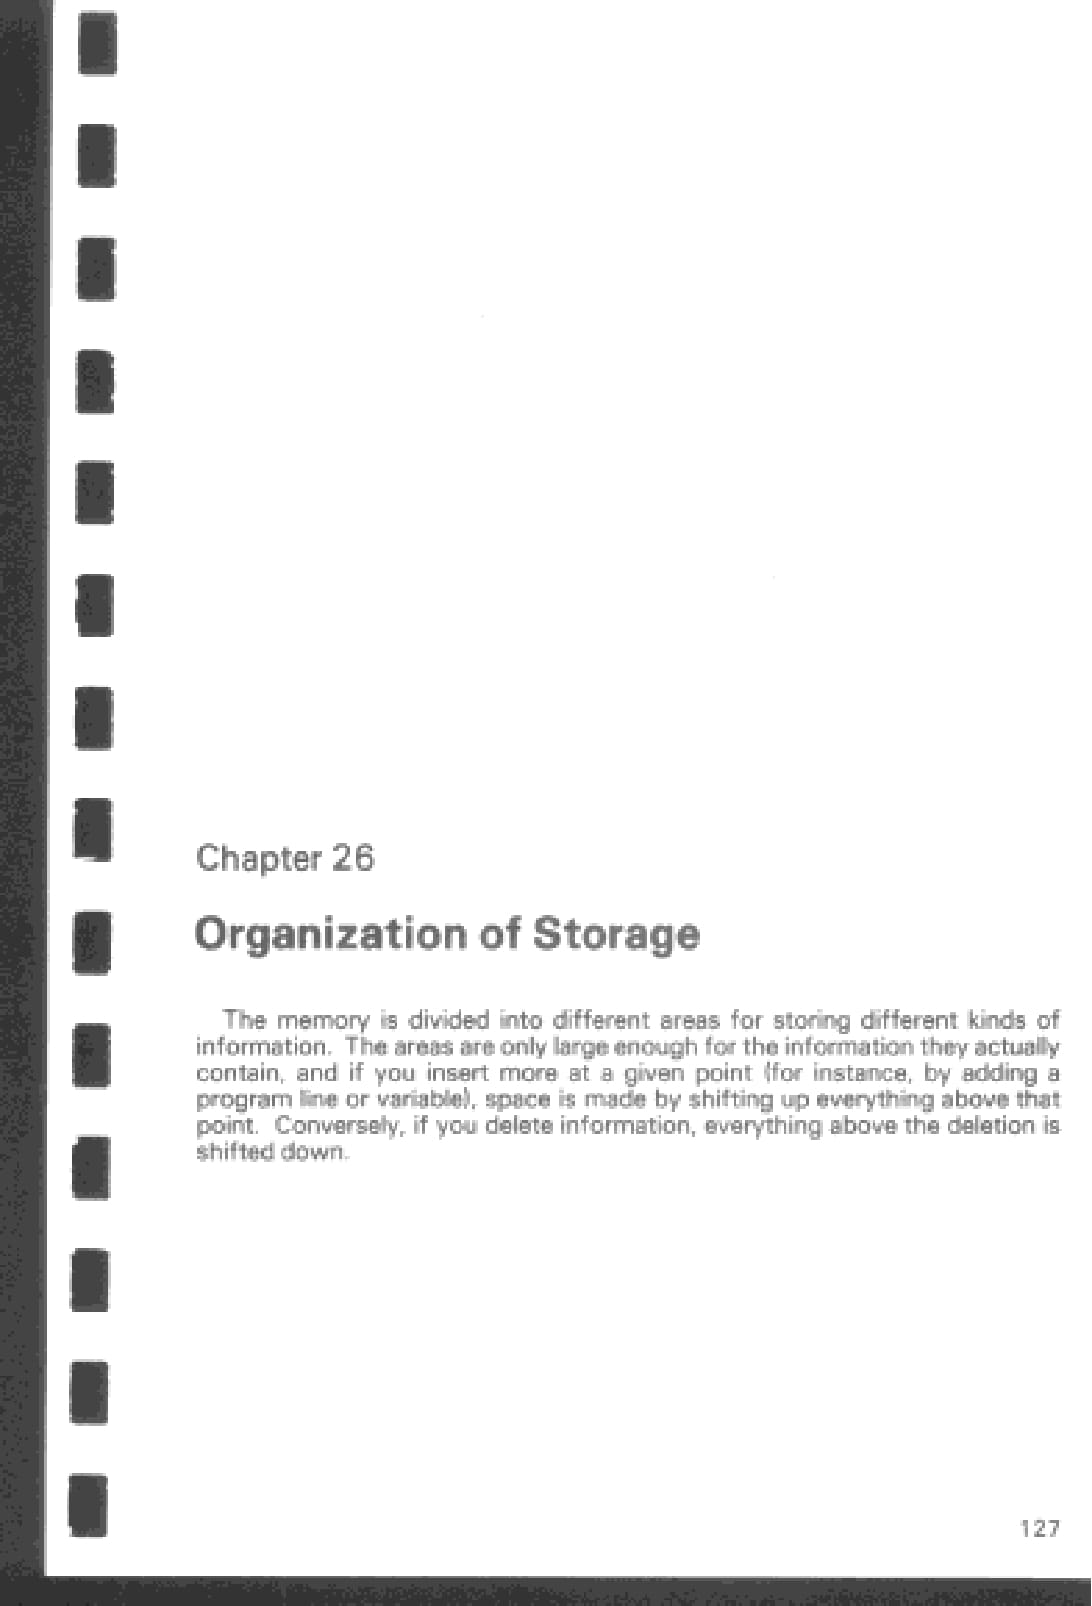 Chapter 26
Organization of Storage
The memory is divided into different areas for storing different kinds of
information. The areas are only large enough for the information they actually
contain, and if you insert more at a given point (for instance, by adding a
program line or variable), space is made by shifting up everything above that
point. Conversely, if you delete information, everything above the deletion is
shifted down.
127